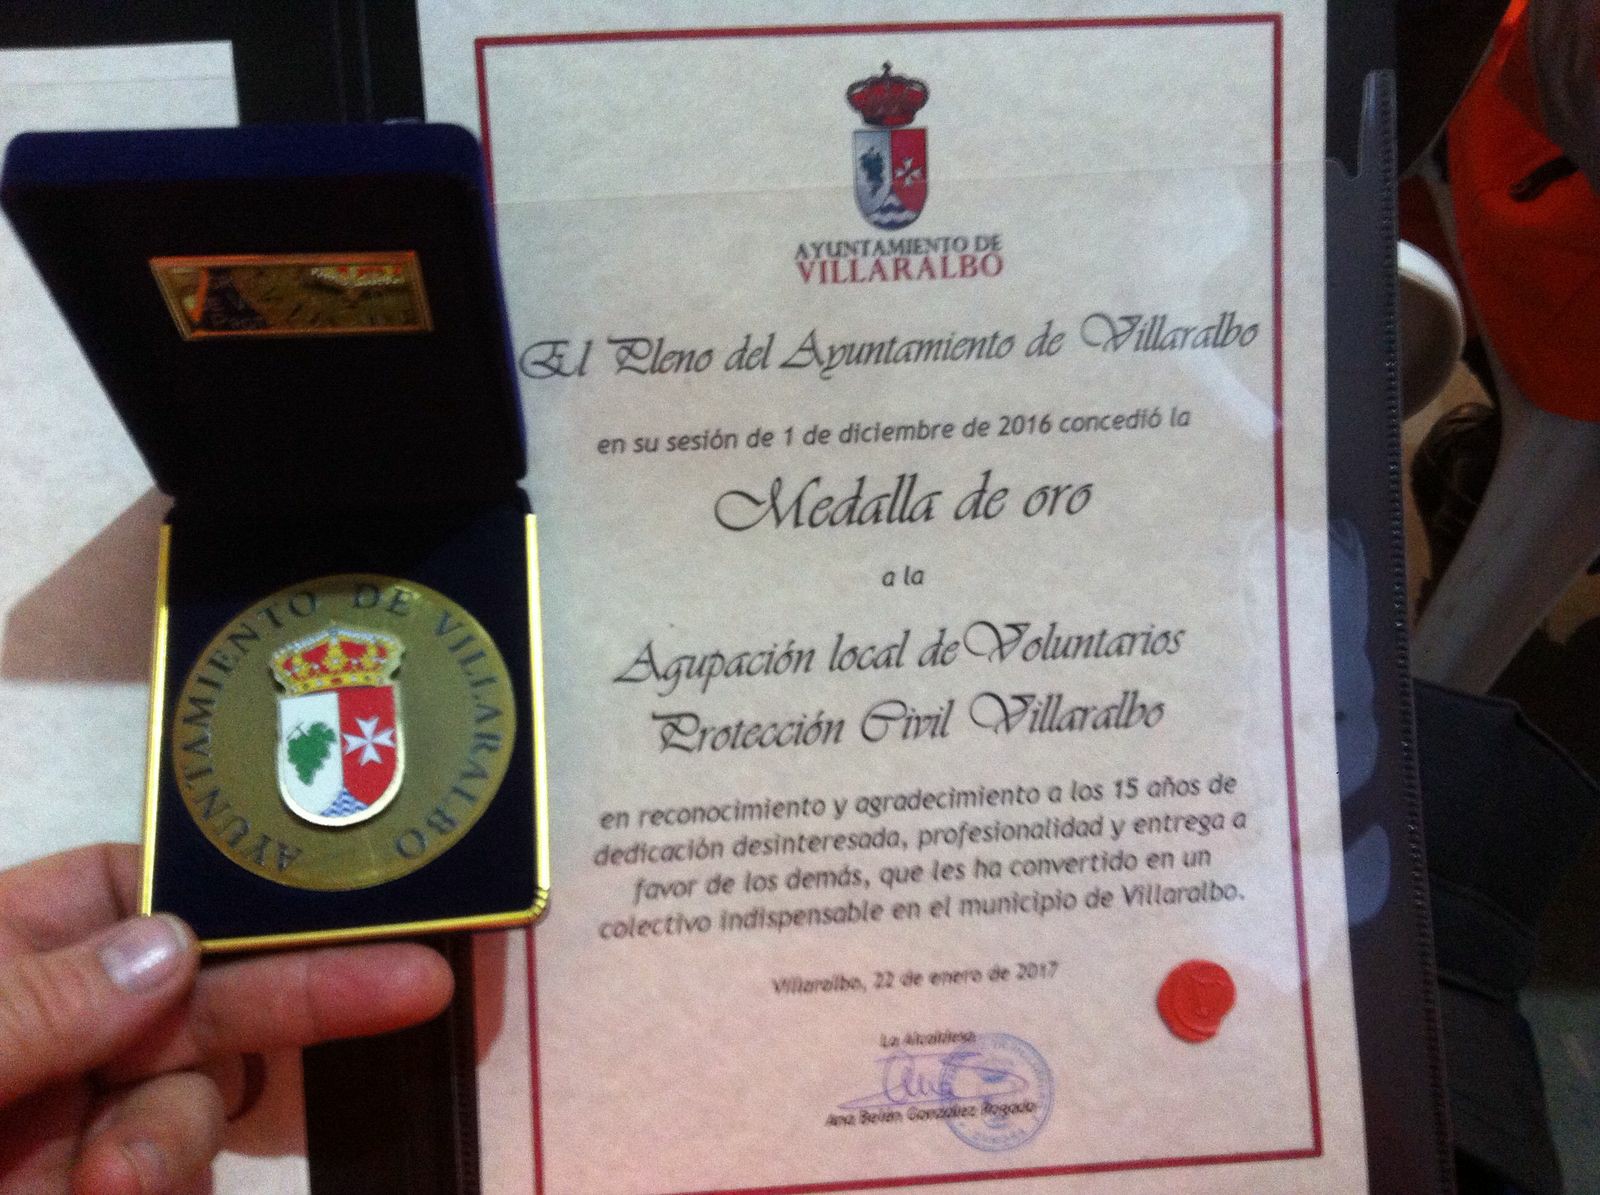 AYUNTAMIENTO DE VILLARALBO
AYUNTAMIENTO DE
VILLARALBO
El Pleno del Ayuntamiento de Villaralbo
en su sesión de 1 de diciembre de 2016 concedió la
Medalla de oro
a la
Agupación local de Voluntarios
Protección Civil Villaralbo
en reconocimiento y agradecimiento a los 15 años de
dedicación desinteresada, profesionalidad y entrega a
favor de los demás, que les ha convertido en un
colectivo indispensable en el municipio de Villaralbo.
Villaralbo, 22 de enero de 2017
La Alcaldesa
Ana Belén González Rogado